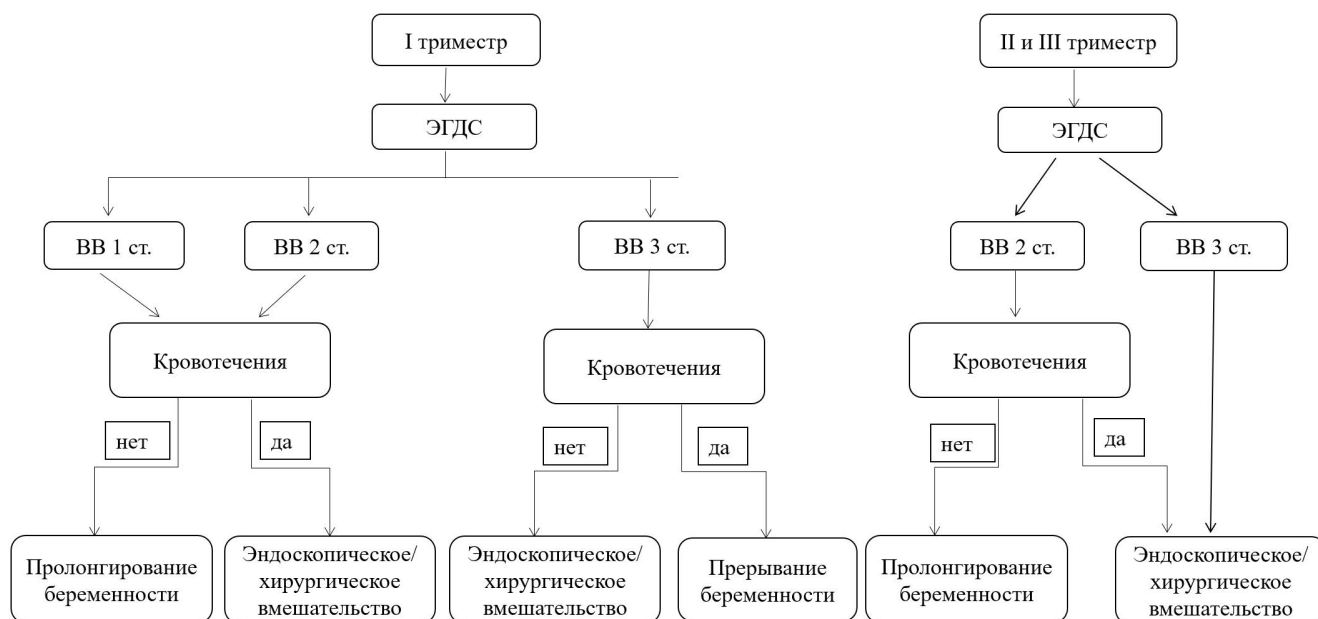 I триместр
ЭГДС
ВВ 1 ст.
ВВ 2 ст.
ВВ 3 ст.
Кровотечения
Кровотечения
нет
да
нет
да
Пролонгирование
беременности
Эндоскопическое/
хирургическое
вмешательство
Эндоскопическое/
хирургическое
вмешательство
Прерывание
беременности
II и III триместр
ЭГДС
ВВ 2 ст.
ВВ 3 ст.
Кровотечения
нет
да
Пролонгирование
беременности
Эндоскопическое/
хирургическое
вмешательство